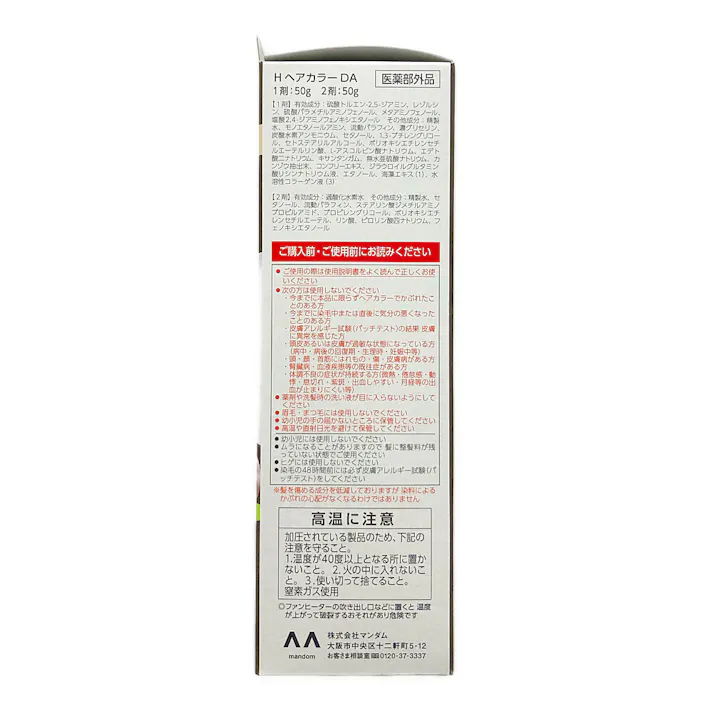 H ヘアカラー DA
医薬部外品
1剤：50g 2剤：50g
【1剤】有効成分：硫酸トルエン-2,5-ジアミン、レゾルシ
ン、硫酸パラメチルアミノフェノール、メタアミノフェノール、
塩酸2,4-ジアミノフェノキシエタノール その他成分：精製
水、モノエタノールアミン、流動パラフィン、濃グリセリン、
炭酸水素アンモニウム、セタノール、1,3-ブチレングリコー
ル、セトステアリルアルコール、ポリオキシエチレンセチ
ルエーテルリン酸、L-アスコルビン酸ナトリウム、エデト
酸二ナトリウム、キサンタンガム、無水亜硫酸ナトリウム、カ
ンゾウ抽出末、コンフリーエキス、ジラウロイルグルタミン
酸リシンナトリウム液、エタノール、海藻エキス(1)、水
溶性コラーゲン液（3）
【2剤】有効成分：過酸化水素水 その他成分：精製水、セ
タノール、流動パラフィン、ステアリン酸ジメチルアミノ
プロピルアミド、プロピレングリコール、ポリオキシエチ
レンセチルエーテル、リン酸、ピロリン酸四ナトリウム、フ
ェノキシエタノール
ご購入前・ご使用前にお読みください
●ご使用の際は使用説明書をよく読んで正しくお使
いください
●次の方は使用しないでください
・今までに本品に限らずヘアカラーでかぶれたこ
とのある方
・今までに染毛中または直後に気分の悪くなった
ことのある方
・皮膚アレルギー試験（パッチテスト）の結果 皮膚
に異常を感じた方
・頭皮あるいは皮膚が過敏な状態になっている方
（病中・病後の回復期・生理時・妊娠中等）
・頭・顔・首筋にはれもの・傷・皮膚病がある方
・腎臓病・血液疾患等の既往症がある方
・体調不良の症状が持続する方（微熱・倦怠感・動
悸・息切れ・紫斑・出血しやすい・月経等の出
血が止まりにくい等）
●薬剤や洗髪時の洗い液が目に入らないようにして
ください
●眉毛・まつ毛には使用しないでください
●幼小児の手の届かないところに保管してください
●高温や直射日光を避けて保管してください
●幼小児には使用しないでください
●ムラになることがありますので 髪に整髪料が残
っていない状態でご使用ください
●ヒゲには使用しないでください
●染毛の48時間前には必ず皮膚アレルギー試験（パ
ッチテスト）をしてください
※髪を傷める成分を低減しておりますが 染料による
かぶれの心配がなくなるわけではありません
高温に注意
加圧されている製品のため、下記の
注意を守ること。
1.温度が40度以上となる所に置か
ないこと。 2.火の中に入れないこ
と。 3.使い切って捨てること。
窒素ガス使用
◎ファンヒーターの吹き出し口などに置くと 温度
が上がって破裂するおそれがあり危険です
mandom
株式会社マンダム
大阪市中央区十二軒町5-12
お客さま相談室 0120-37-3337